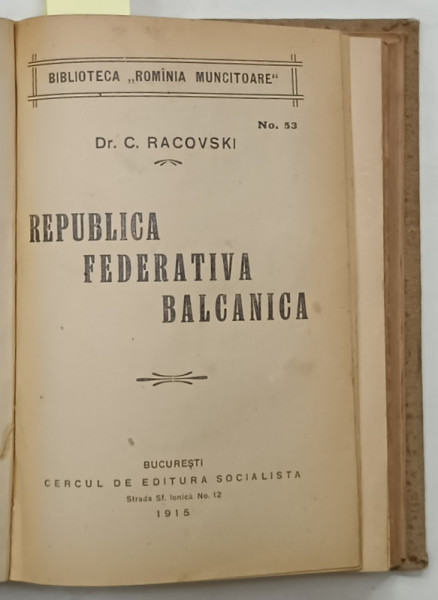 BIBLIOTECA „ROMÎNIA MUNCITOARE“
No. 53
Dr. C. RACOVSKI
REPUBLICA
FEDERATIVA
BALCANICA
BUCUREŞTI
CERCUL DE EDITURA SOCIALISTA
Strada Sf. Ionică No. 12
1915